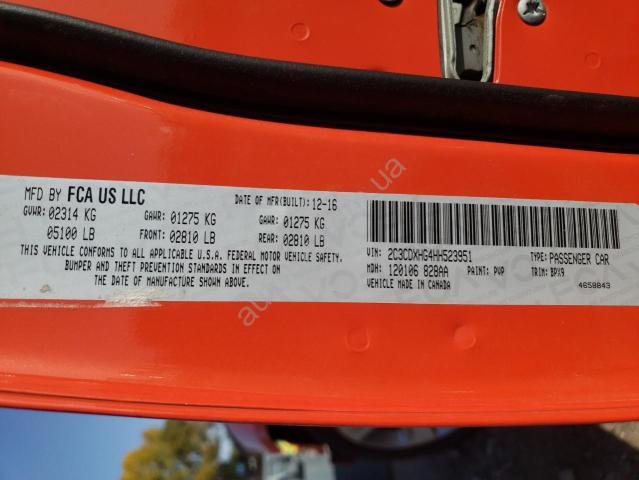 MFD BY FCA US LLC
DATE OF MFR(BUILT): 12-16
GVWR: 02314 KG
GAWR: 01275 KG
GAWR: 01275 KG
05100 LB
FRONT: 02810 LB
REAR: 02810 LB
THIS VEHICLE CONFORMS TO ALL APPLICABLE U.S.A. FEDERAL MOTOR VEHICLE SAFETY,
BUMPER AND THEFT PREVENTION STANDARDS IN EFFECT ON
THE DATE OF MANUFACTURE SHOWN ABOVE.
VIN: 2C3CDXHG4HH523951
TYPE: PASSENGER CAR
MDH: 120106 828AA
PAINT: PVP
TRIM: BPX9
VEHICLE MADE IN CANADA
4658843